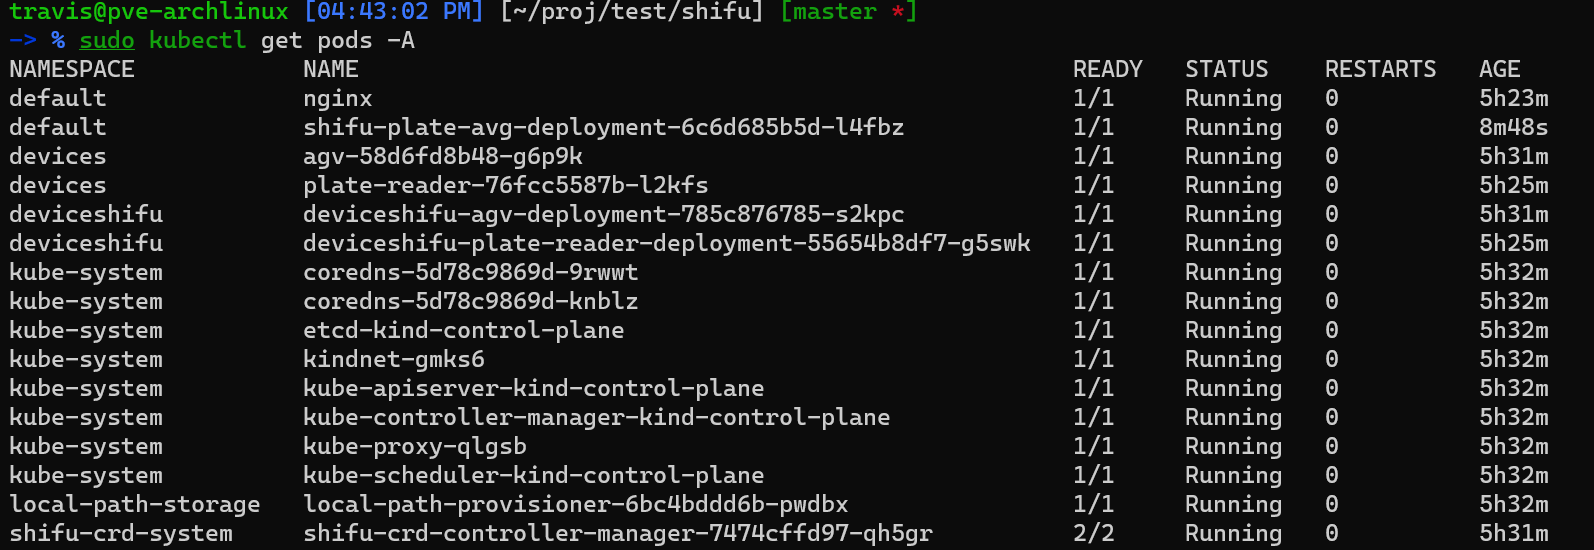 travis@pve-archlinux [04:43:02 PM] [~/proj/test/shifu] [master *]
-> % sudo kubectl get pods -A
NAMESPACE NAME READY STATUS RESTARTS AGE
default nginx 1/1 Running 0 5h23m
default shifu-plate-avg-deployment-6c6d685b5d-l4fbz 1/1 Running 0 8m48s
devices agv-58d6fd8b48-g6p9k 1/1 Running 0 5h31m
devices plate-reader-76fcc5587b-l2kfs 1/1 Running 0 5h25m
deviceshifu deviceshifu-agv-deployment-785c876785-s2kpc 1/1 Running 0 5h31m
deviceshifu deviceshifu-plate-reader-deployment-55654b8df7-g5swk 1/1 Running 0 5h25m
kube-system coredns-5d78c9869d-9rwwt 1/1 Running 0 5h32m
kube-system coredns-5d78c9869d-knblz 1/1 Running 0 5h32m
kube-system etcd-kind-control-plane 1/1 Running 0 5h32m
kube-system kindnet-gmks6 1/1 Running 0 5h32m
kube-system kube-apiserver-kind-control-plane 1/1 Running 0 5h32m
kube-system kube-controller-manager-kind-control-plane 1/1 Running 0 5h32m
kube-system kube-proxy-qlgsb 1/1 Running 0 5h32m
kube-system kube-scheduler-kind-control-plane 1/1 Running 0 5h32m
local-path-storage local-path-provisioner-6bc4bddd6b-pwdbx 1/1 Running 0 5h32m
shifu-crd-system shifu-crd-controller-manager-7474cffd97-qh5gr 2/2 Running 0 5h31m